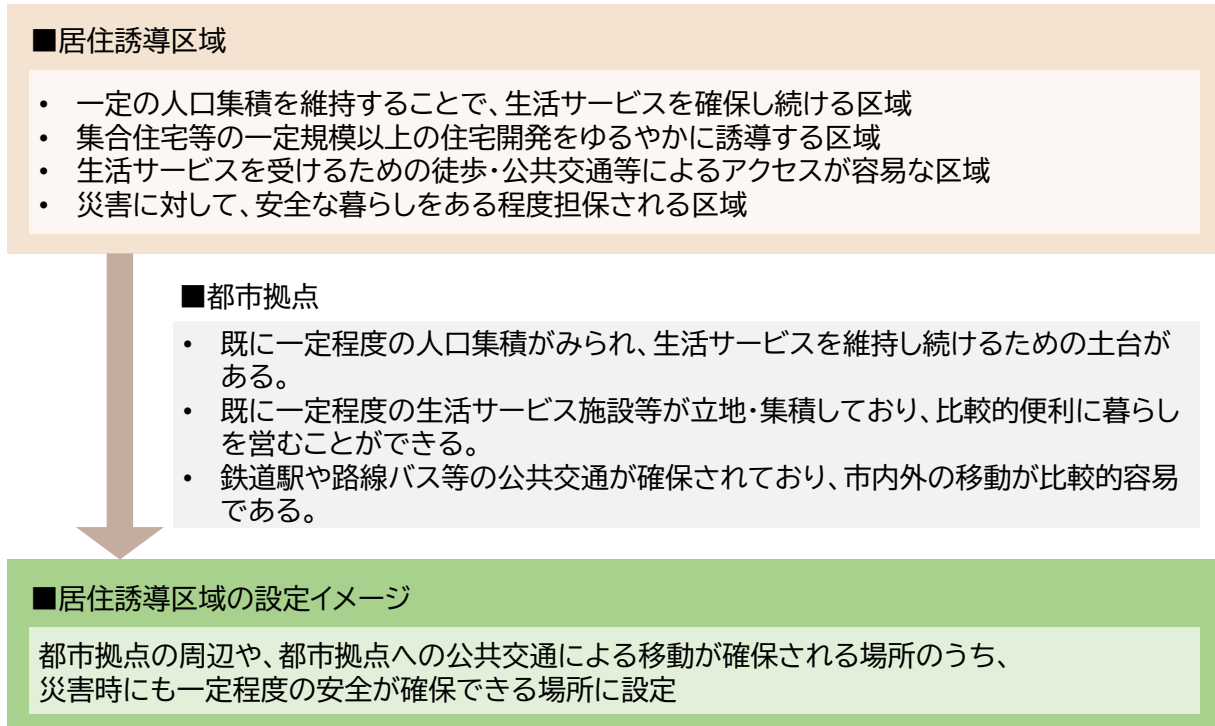 ■居住誘導区域
• 一定の人口集積を維持することで、生活サービスを確保し続ける区域
• 集合住宅等の一定規模以上の住宅開発をゆるやかに誘導する区域
• 生活サービスを受けるための徒歩・公共交通等によるアクセスが容易な区域
• 災害に対して、安全な暮らしをある程度担保される区域
■都市拠点
• 既に一定程度の人口集積がみられ、生活サービスを維持し続けるための土台が
ある。
• 既に一定程度の生活サービス施設等が立地・集積しており、比較的便利に暮らし
を営むことができる。
• 鉄道駅や路線バス等の公共交通が確保されており、市内外の移動が比較的容易
である。
■居住誘導区域の設定イメージ
都市拠点の周辺や、都市拠点への公共交通による移動が確保される場所のうち、
災害時にも一定程度の安全が確保できる場所に設定